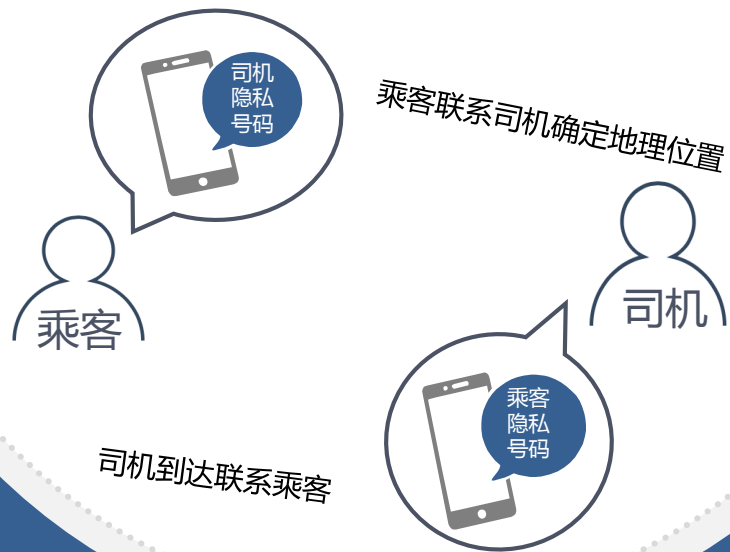 司机
隐私
号码
乘客联系司机确定地理位置
乘客
司机
乘客
隐私
号码
司机到达联系乘客